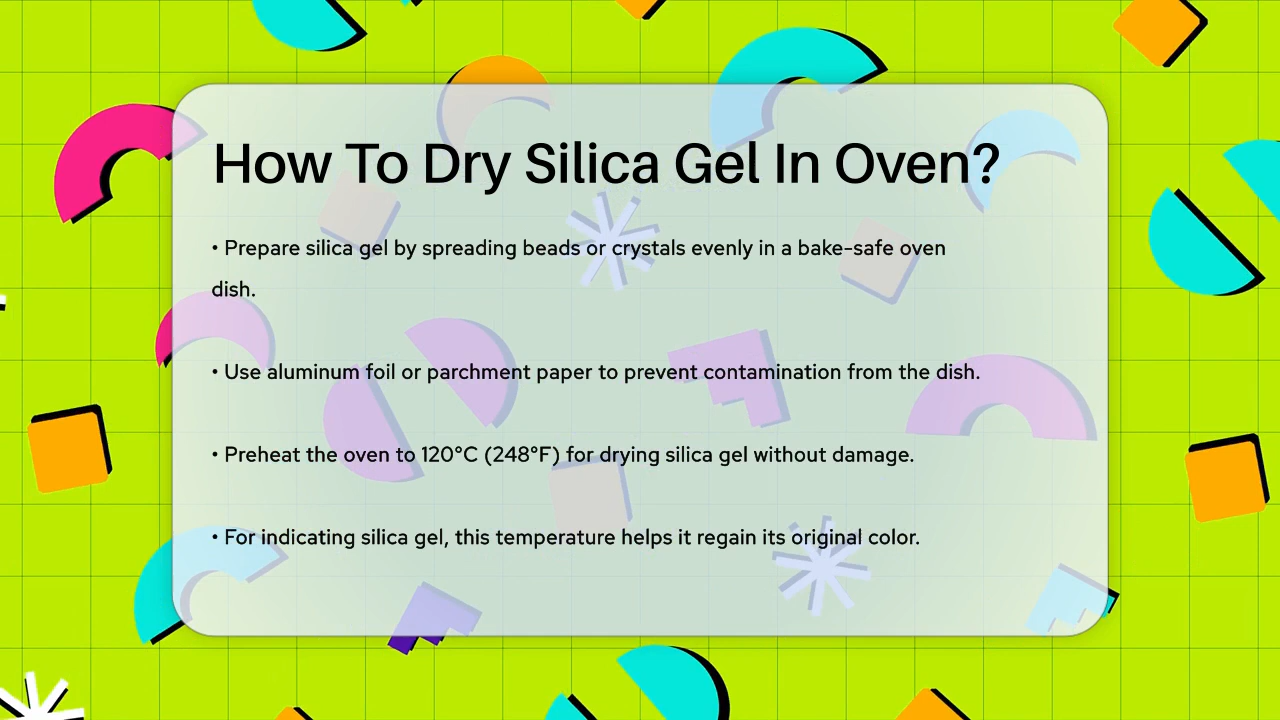 How To Dry Silica Gel In Oven?
• Prepare silica gel by spreading beads or crystals evenly in a bake-safe oven
dish.
• Use aluminum foil or parchment paper to prevent contamination from the dish.
• Preheat the oven to 120°C (248°F) for drying silica gel without damage.
• For indicating silica gel, this temperature helps it regain its original color.